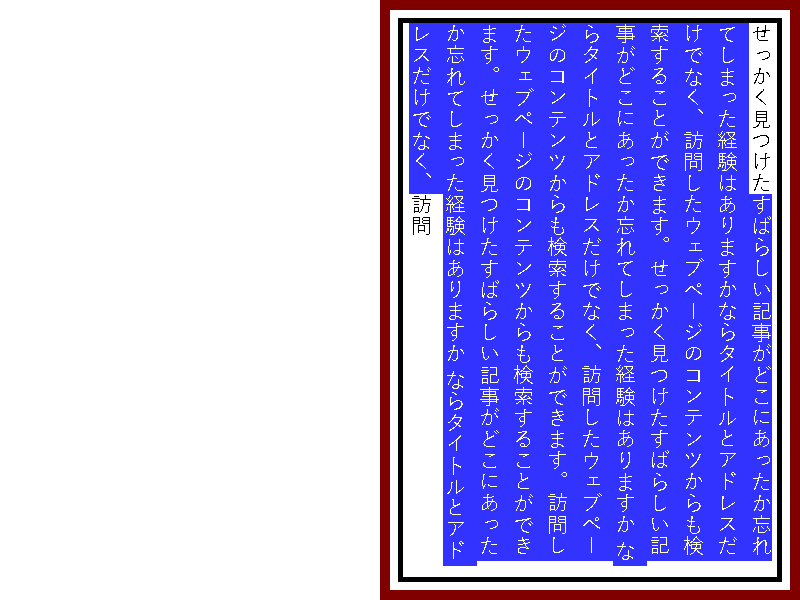 せっかく見つけたすばらしい記事がどこにあったか忘れ
てしまった経験はありますかならタイトルとアドレスだ
けでなく、訪問したウェブページのコンテンツからも検
索することができます。せっかく見つけたすばらしい記
事がどこにあったか忘れてしまった経験はありますか な
らタイトルとアドレスだけでなく、訪問したウェブペー
ジのコンテンツからも検索することができます。訪問し
たウェブページのコンテンツからも検索することができ
ます。せっかく見つけたすばらしい記事がどこにあった
か忘れてしまった経験はありますか ならタイトルとアド
レスだけでなく、訪問